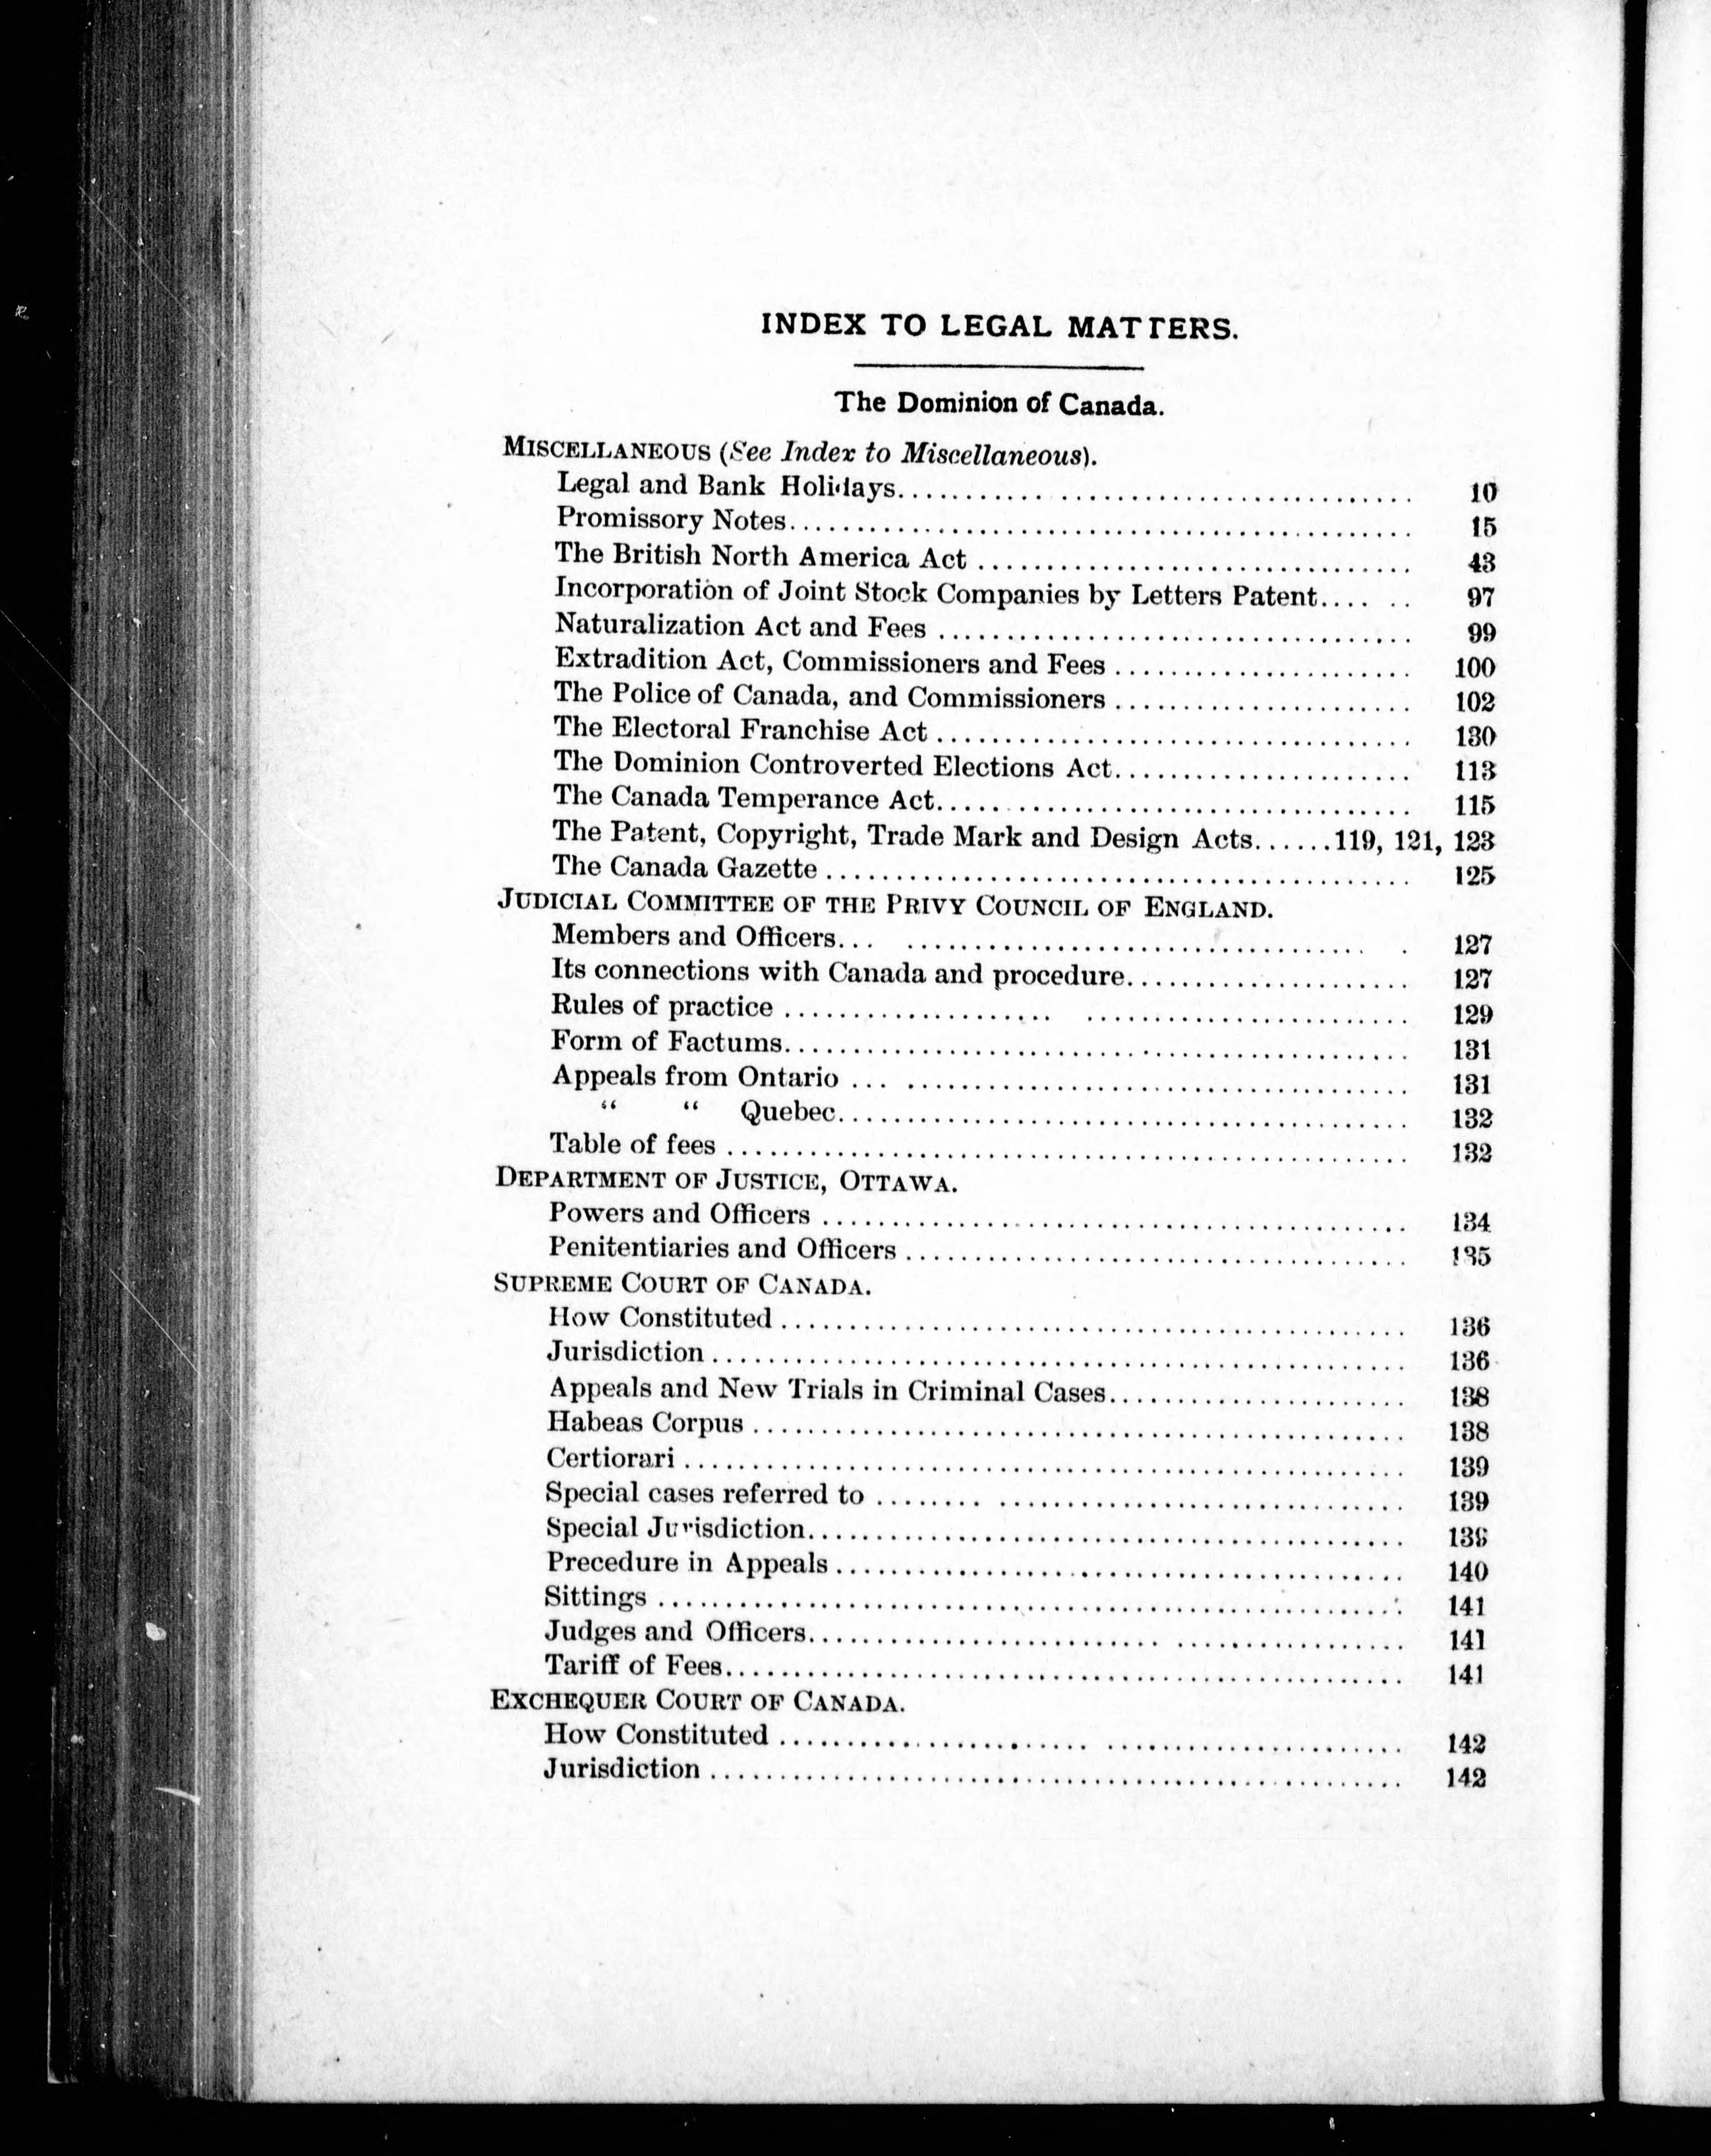 INDEX TO LEGAL MATTERS.
The Dominion of Canada.
MISCELLANEOUS (See Index to Miscellaneous).
Legal and Bank Holidays........... ........................... 10
Promissory Notes............................................... 15
The British North America Act ................................. 43
Incorporation of Joint Stock Companies by Letters Patent.... .. 97
Naturalization Act and Fees .................................... 99
Extradition Act, Commissioners and Fees ....................... 100
The Police of Canada, and Commissioners ...................... 102
The Electoral Franchise Act .................................... 130
The Dominion Controverted Elections Act....................... 113
The Canada Temperance Act..................................... 115
The Patent, Copyright, Trade Mark and Design Acts......119, 121, 123
The Canada Gazette ............................................ 125
JUDICIAL COMMITTEE OF THE PRIVY COUNCIL OF ENGLAND.
Members and Officers... .................................. . 127
Its connections with Canada and procedure..................... 127
Rules of practice .................... ........................ 129
Form of Factums............................................... 131
Appeals from Ontario ... ...................................... 131
“ “ Quebec........................................... 132
Table of fees ................................................... 132
DEPARTMENT OF JUSTICE, OTTAWA.
Powers and Officers ............................................ 134
Penitentiaries and Officers ...................................... 135
SUPREME COURT OF CANADA.
How Constituted ............................................... 136
Jurisdiction .................................................... 136
Appeals and New Trials in Criminal Cases...................... 138
Habeas Corpus ................................................. 138
Certiorari ...................................................... 139
Special cases referred to ........ .............................. 139
Special Jurisdiction............................................. 139
Precedure in Appeals ........................................... 140
Sittings ........................................................ 141
Judges and Officers.......................... ................. 141
Tariff of Fees................................................... 141
EXCHEQUER COURT OF CANADA.
How Constituted ....................... ...................... 142
Jurisdiction .................................................... 142